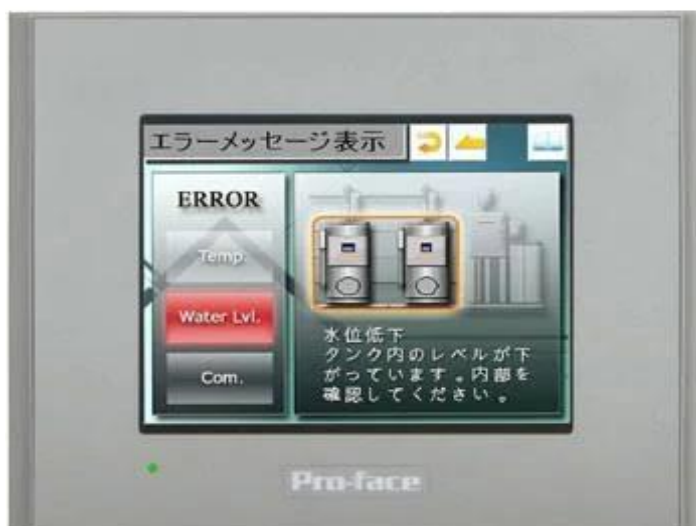 エラーメッセージ表示
ERROR
Temp.
Water Lvl.
Com.
水位低下
タンク内のレベルが下
がっています。内部を
確認してください。
Pro-face